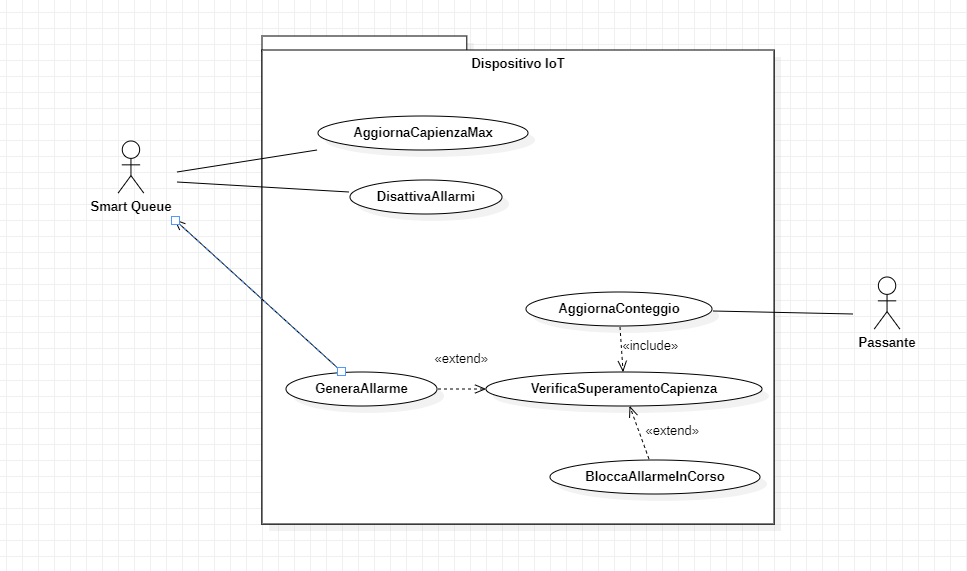 Dispositivo IoT
AggiornaCapienzaMax
DisattivaAllarmi
Smart Queue
AggiornaConteggio
Passante
«include»
«extend»
GeneraAllarme
VerificaSuperamentoCapienza
«extend»
BloccaAllarmeInCorso